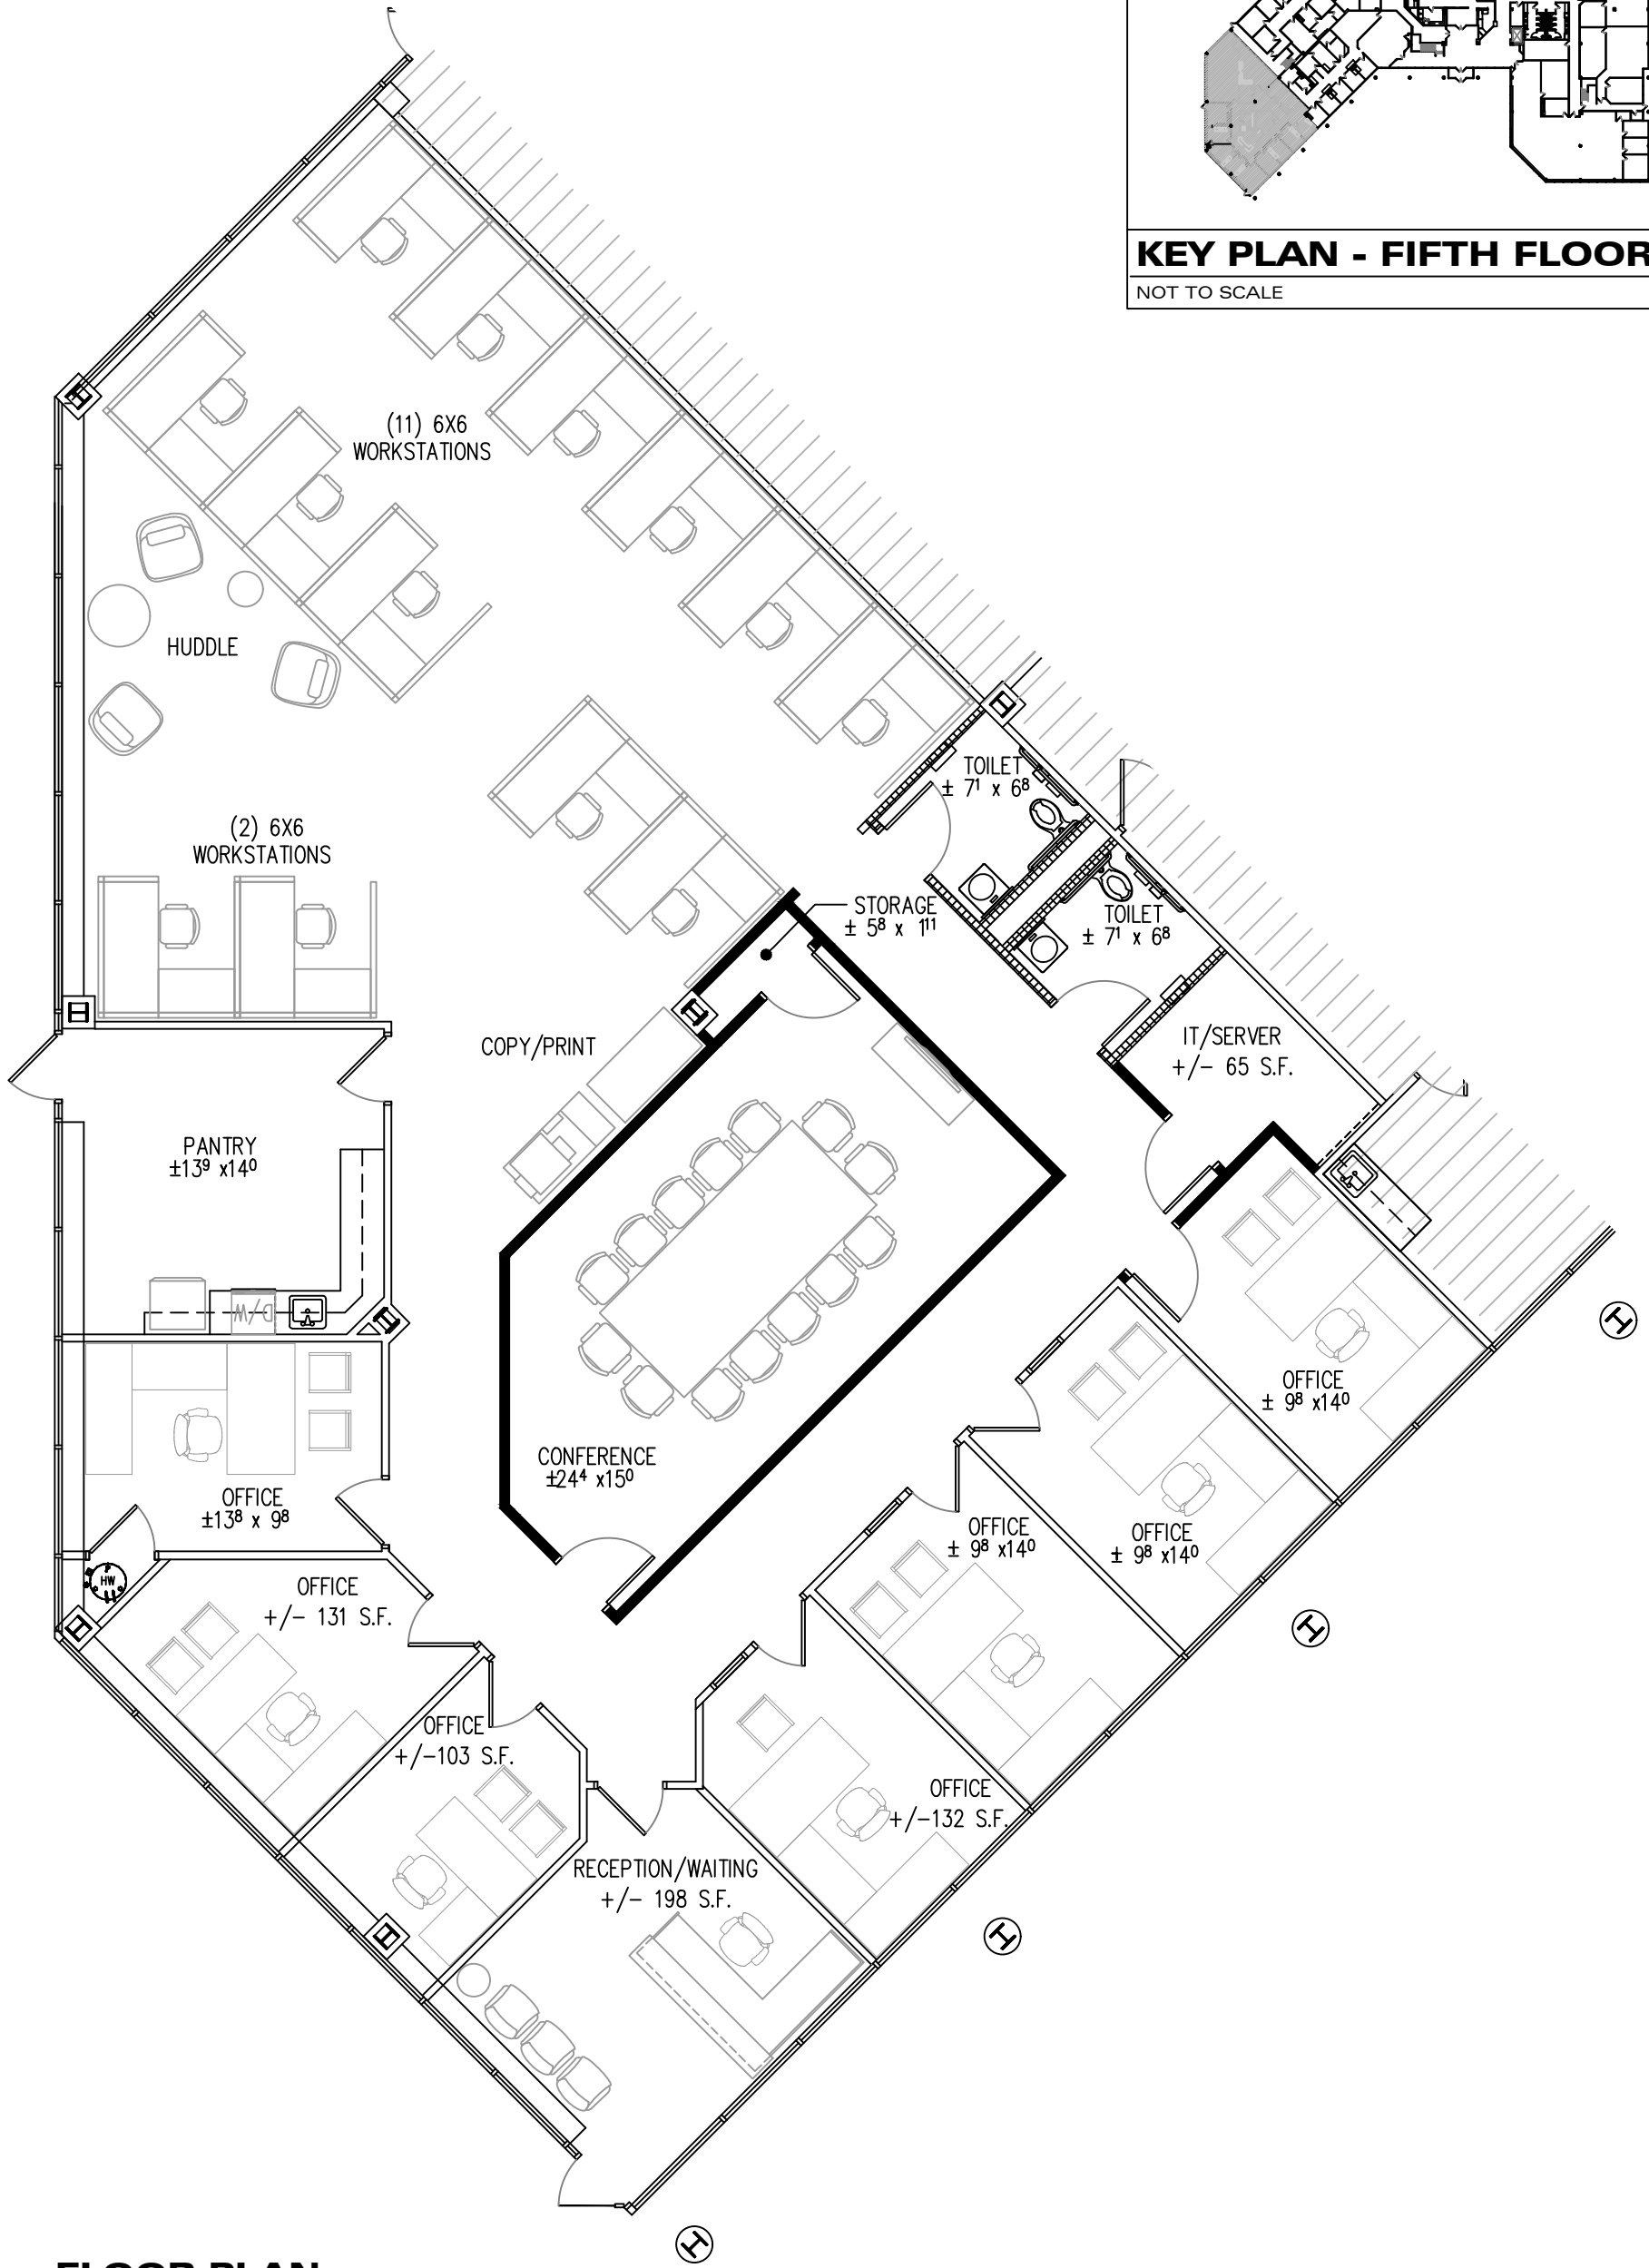 KEY PLAN - FIFTH FLOOR
NOT TO SCALE
(11) 6X6
WORKSTATIONS
HUDDLE
TOILET
± 7¹ x 6⁸
(2) 6X6
WORKSTATIONS
STORAGE
± 5⁸ x 1¹¹
TOILET
± 7¹ x 6⁸
COPY/PRINT
IT/SERVER
+/- 65 S.F.
PANTRY
±13⁹ x14⁰
D/W
OFFICE
± 9⁸ x14⁰
CONFERENCE
±24⁴ x15⁰
OFFICE
±13⁸ x 9⁸
OFFICE
± 9⁸ x14⁰
OFFICE
± 9⁸ x14⁰
HW
OFFICE
+/- 131 S.F.
OFFICE
+/-103 S.F.
OFFICE
+/-132 S.F.
RECEPTION/WAITING
+/- 198 S.F.
FLOOR PLAN